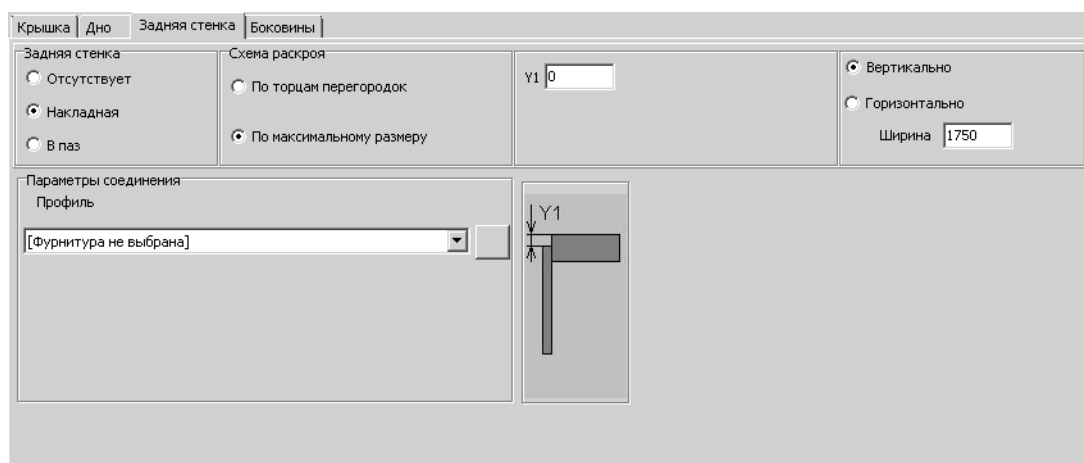 Крышка Дно Задняя стенка Боковины
Задняя стенка
Отсутствует
Накладная
В паз
Схема раскроя
По торцам перегородок
По максимальному размеру
Y1 0
Вертикально
Горизонтально
Ширина 1750
Параметры соединения
Профиль
[Фурнитура не выбрана]
Y1